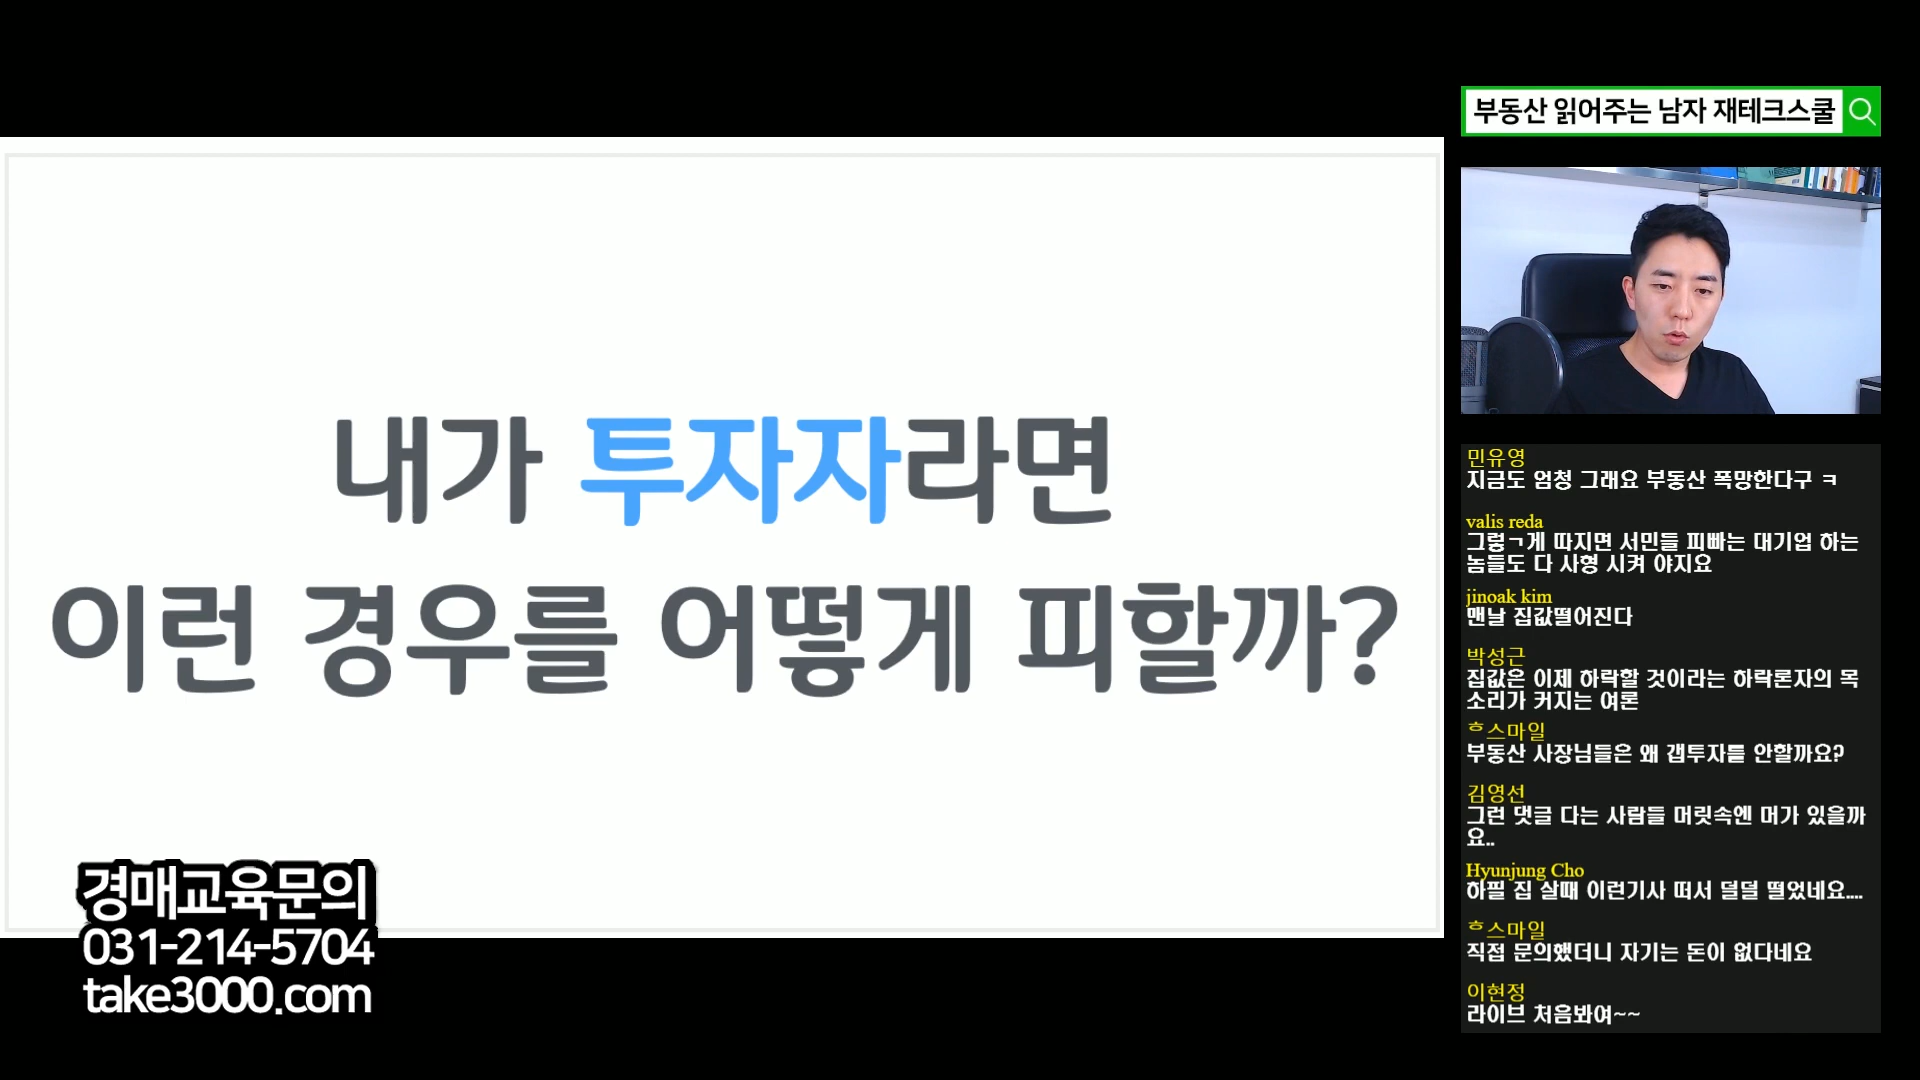 부동산 읽어주는 남자 재테크스쿨
내가 투자자라면
이런 경우를 어떻게 피할까?
경매교육문의
031-214-5704
take3000.com
민유영
지금도 엄청 그래요 부동산 폭망한다구 ㅋ
valis reda
그렇ㄱ게 따지면 서민들 피빠는 대기업 하는
놈들도 다 사형 시켜 야지요
jinoak kim
맨날 집값떨어진다
박성근
집값은 이제 하락할 것이라는 하락론자의 목
소리가 커지는 여론
ᄒ스마일
부동산 사장님들은 왜 갭투자를 안할까요?
김영선
그런 댓글 다는 사람들 머릿속엔 머가 있을까
요..
Hyunjung Cho
하필 집 살때 이런기사 떠서 덜덜 떨었네요....
ᄒ스마일
직접 문의했더니 자기는 돈이 없다네요
이현정
라이브 처음봐여~~